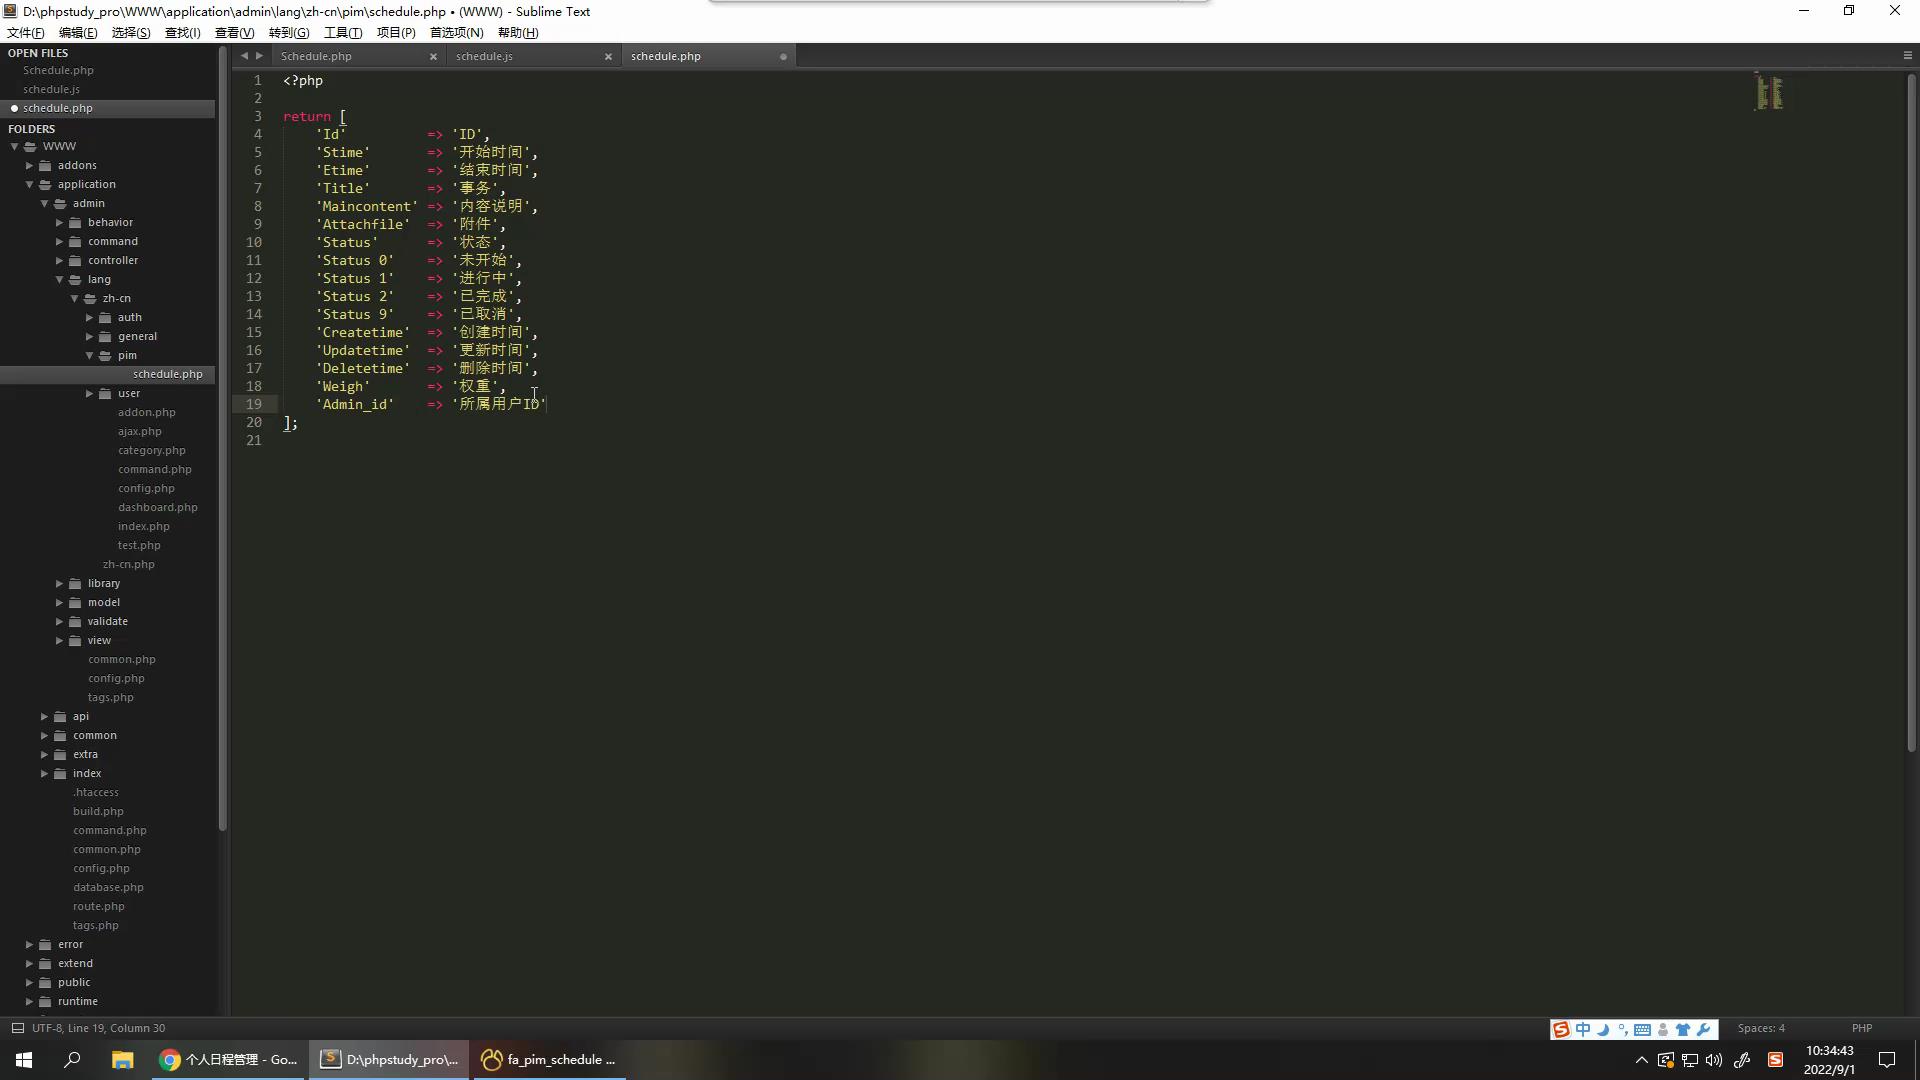 D:\phpstudy_pro\WWW\application\admin\lang\zh-cn\pim\schedule.php • (WWW) - Sublime Text
文件(F) 编辑(E) 选择(S) 查找(I) 查看(V) 转到(G) 工具(T) 项目(P) 首选项(N) 帮助(H)
OPEN FILES
Schedule.php
schedule.js
schedule.php
FOLDERS
WWW
addons
application
admin
behavior
command
controller
lang
zh-cn
auth
general
pim
schedule.php
user
addon.php
ajax.php
category.php
command.php
config.php
dashboard.php
index.php
test.php
zh-cn.php
library
model
validate
view
common.php
config.php
tags.php
api
common
extra
index
.htaccess
build.php
command.php
common.php
config.php
database.php
route.php
tags.php
error
extend
public
runtime
Schedule.php schedule.js schedule.php
1 <?php
2
3 return [
4 'Id' => 'ID',
5 'Stime' => '开始时间',
6 'Etime' => '结束时间',
7 'Title' => '事务',
8 'Maincontent' => '内容说明',
9 'Attachfile' => '附件',
10 'Status' => '状态',
11 'Status 0' => '未开始',
12 'Status 1' => '进行中',
13 'Status 2' => '已完成',
14 'Status 9' => '已取消',
15 'Createtime' => '创建时间',
16 'Updatetime' => '更新时间',
17 'Deletetime' => '删除时间',
18 'Weigh' => '权重',
19 'Admin_id' => '所属用户ID'
20 ];
21
UTF-8, Line 19, Column 30
中
Spaces: 4 PHP
个人日程管理 - Go... D:\phpstudy_pro\... fa_pim_schedule ...
10:34:43
2022/9/1